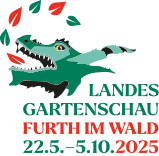 LANDES
GARTENSCHAU
FURTH IM WALD
22.5.–5.10.2025